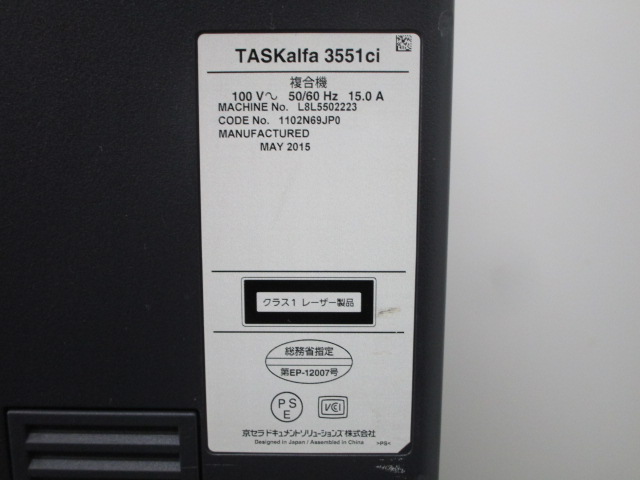 TASKalfa 3551ci
複合機
100 V～ 50/60 Hz 15.0 A
MACHINE No. L8L5502223
CODE No. 1102N69JP0
MANUFACTURED
MAY 2015
クラス1 レーザー製品
総務省指定
第EP-12007号
PSE
VCI
京セラドキュメントソリューションズ株式会社
Designed in Japan / Assembled in China
>PS<